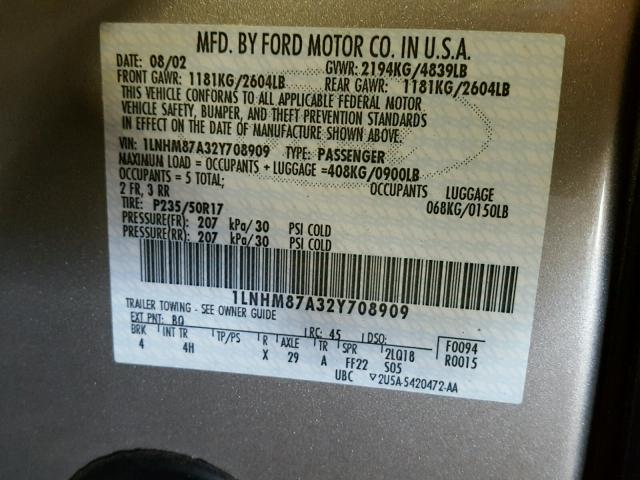 MFD. BY FORD MOTOR CO. IN U.S.A.
DATE: 08/02 GVWR: 2194KG/4839LB
FRONT GAWR: 1181KG/2604LB REAR GAWR: 1181KG/2604LB
THIS VEHICLE CONFORMS TO ALL APPLICABLE FEDERAL MOTOR
VEHICLE SAFETY, BUMPER, AND THEFT PREVENTION STANDARDS
IN EFFECT ON THE DATE OF MANUFACTURE SHOWN ABOVE.
VIN: 1LNHM87A32Y708909 TYPE: PASSENGER
MAXIMUM LOAD = OCCUPANTS + LUGGAGE =408KG/0900LB
OCCUPANTS = 5 TOTAL; OCCUPANTS LUGGAGE
2 FR, 3 RR 068KG/0150LB
TIRE: P235/50R17
PRESSURE(FR) 207 kPa/30 PSI COLD
PRESSURE(RR) 207 kPa/30 PSI COLD
1LNHM87A32Y708909
TRAILER TOWING - SEE OWNER GUIDE
EXT PNT: BQ RC: 45 DSO: F0094
BRK INT TR TP/PS R AXLE TR SPR 2LQ18 R0015
4 4H X 29 A FF22 S05
UBC ▽2U5A-5420472-AA